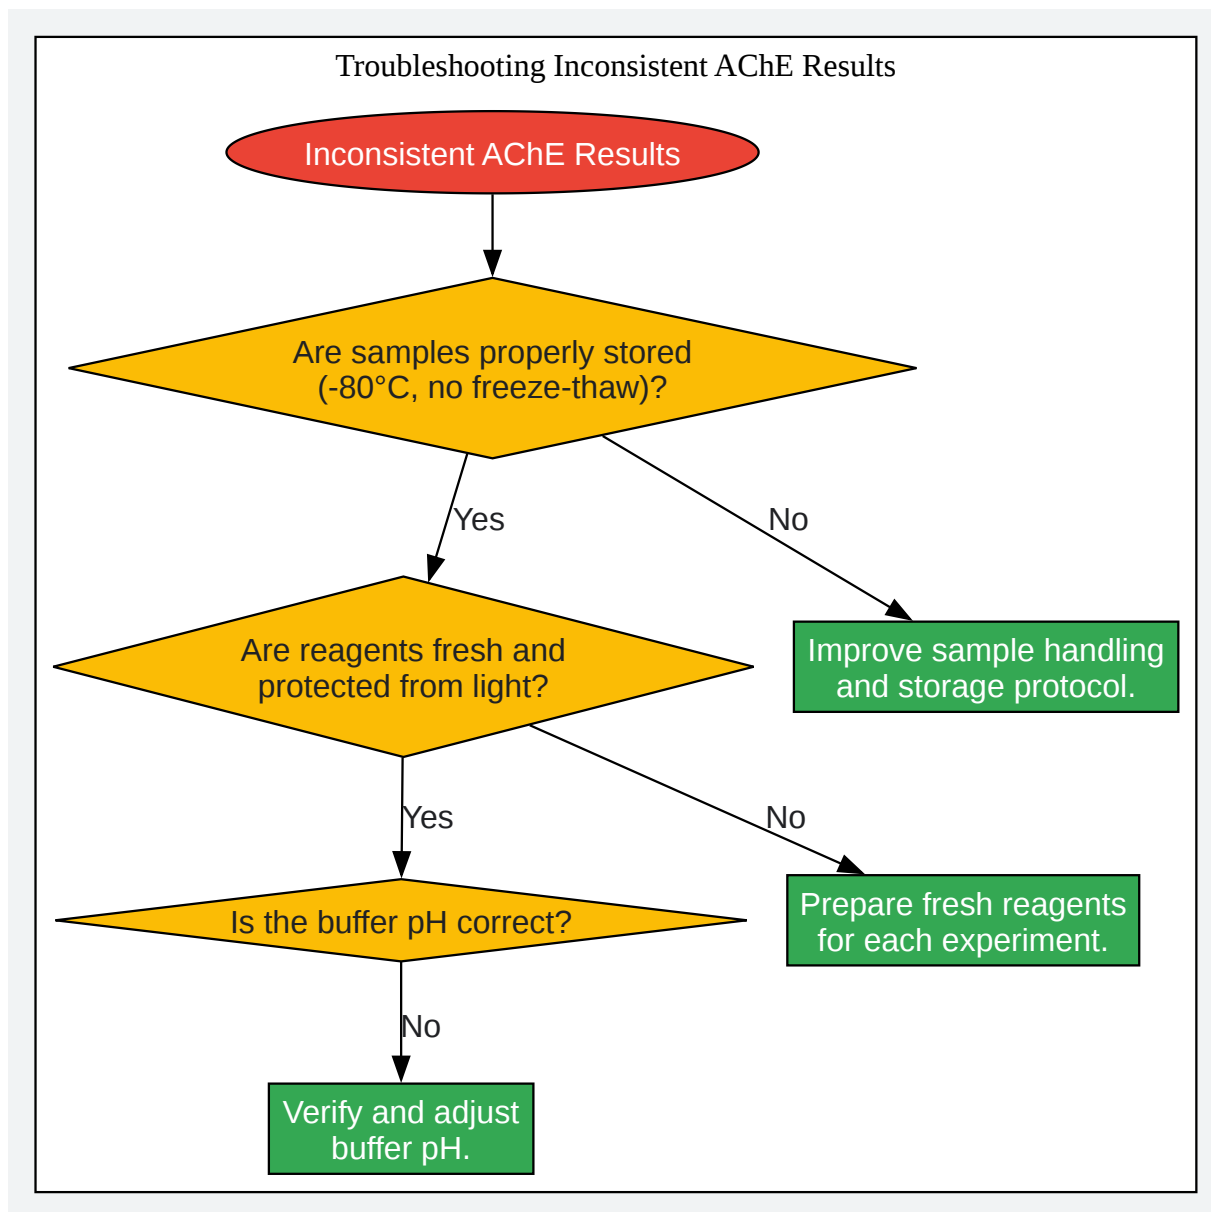 Troubleshooting Inconsistent AChE Results
Inconsistent AChE Results
Are samples properly stored
(-80°C, no freeze-thaw)?
Yes
No
Are reagents fresh and
protected from light?
Improve sample handling
and storage protocol.
Yes
No
Is the buffer pH correct?
Prepare fresh reagents
for each experiment.
No
Verify and adjust
buffer pH.